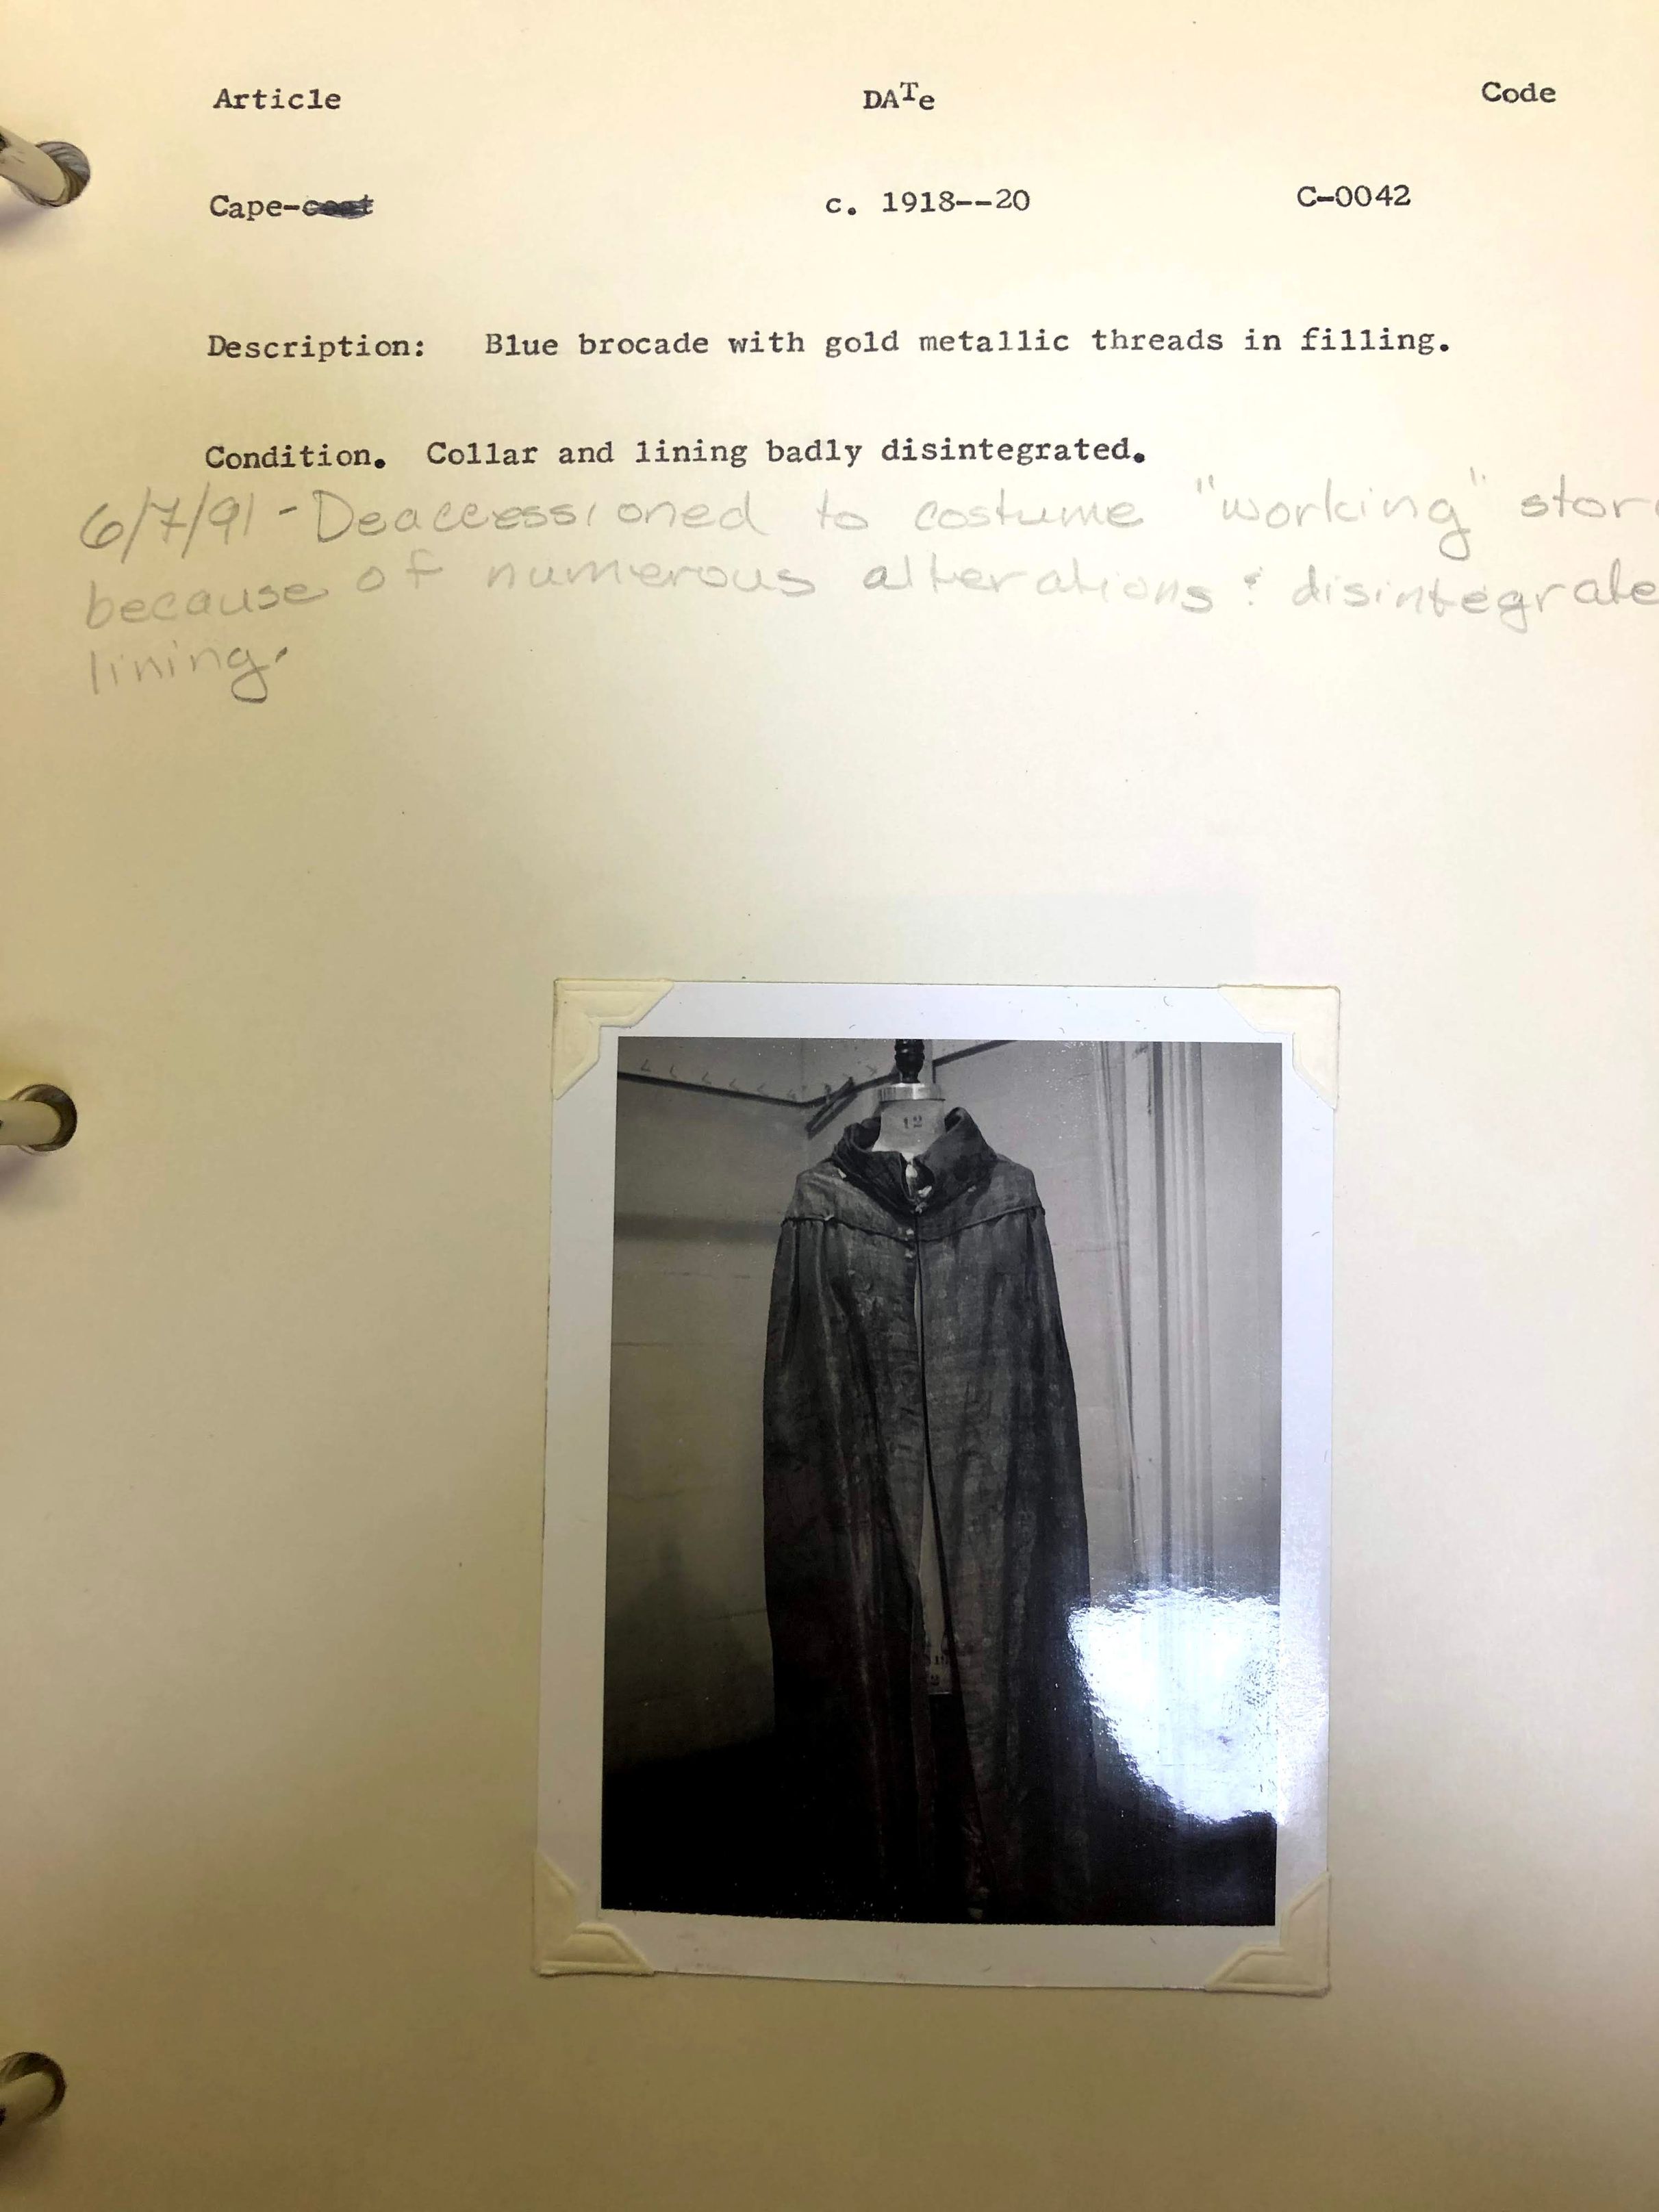 Article DATe Code
Cape-coat c. 1918--20 C-0042
Description: Blue brocade with gold metallic threads in filling.
Condition. Collar and lining badly disintegrated.
6/7/91 - Deaccessioned to costume "working" stor
because of numerous alterations & disintegrate
lining.
12